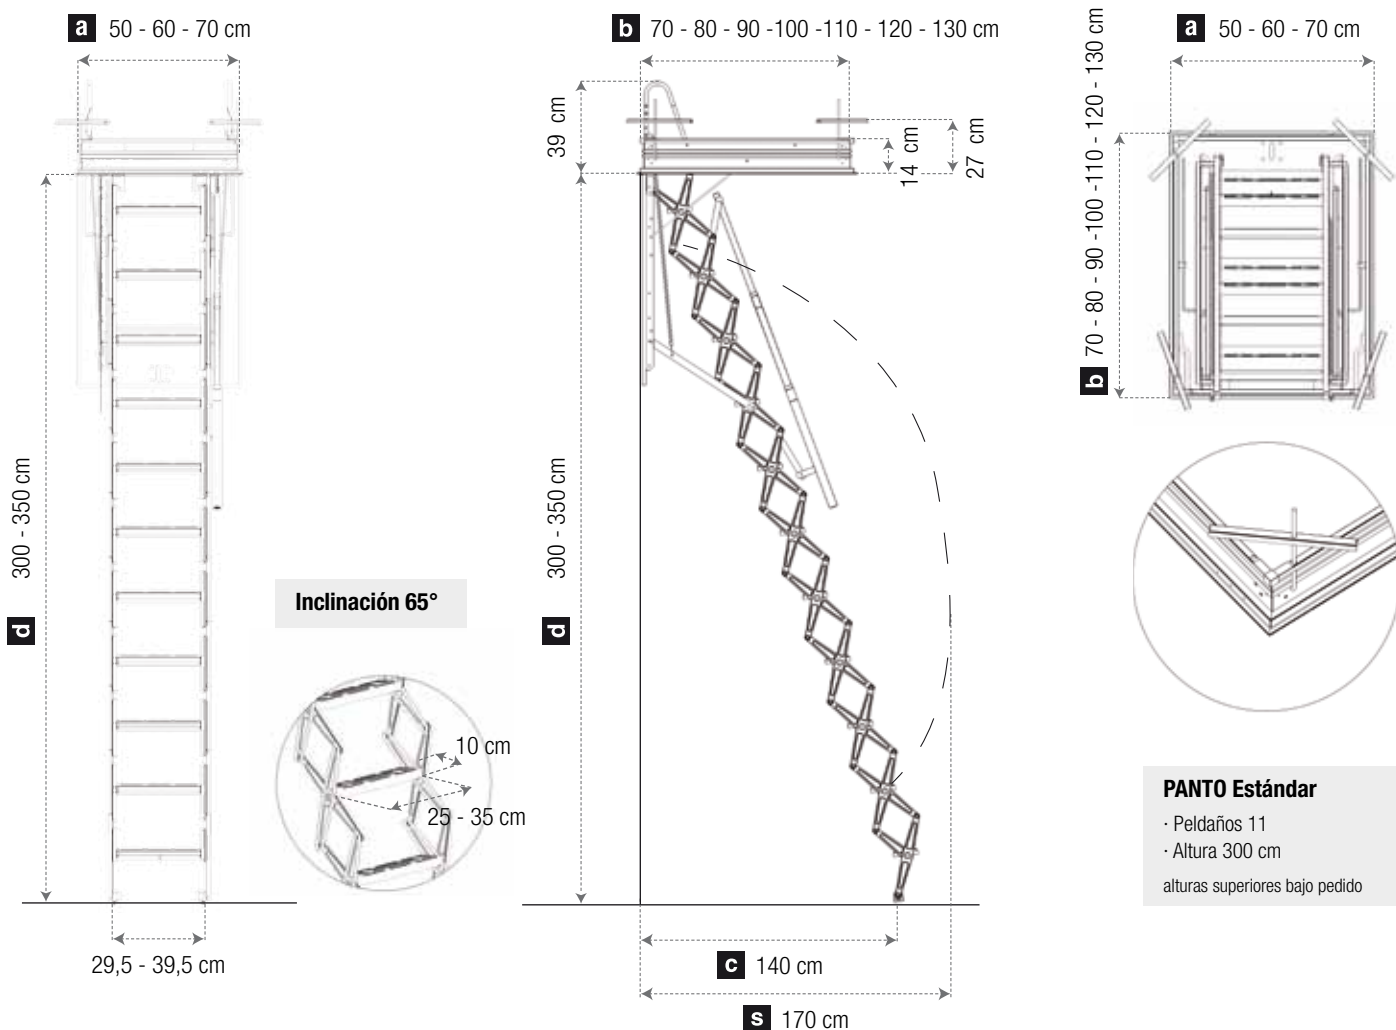 a 50 - 60 - 70 cm
b 70 - 80 - 90 -100 -110 - 120 - 130 cm
a 50 - 60 - 70 cm
39 cm
14 cm
27 cm
b 70 - 80 - 90 -100 -110 - 120 - 130 cm
d 300 - 350 cm
Inclinación 65°
10 cm
25 - 35 cm
29,5 - 39,5 cm
d 300 - 350 cm
c 140 cm
s 170 cm
PANTO Estándar
· Peldaños 11
· Altura 300 cm
alturas superiores bajo pedido